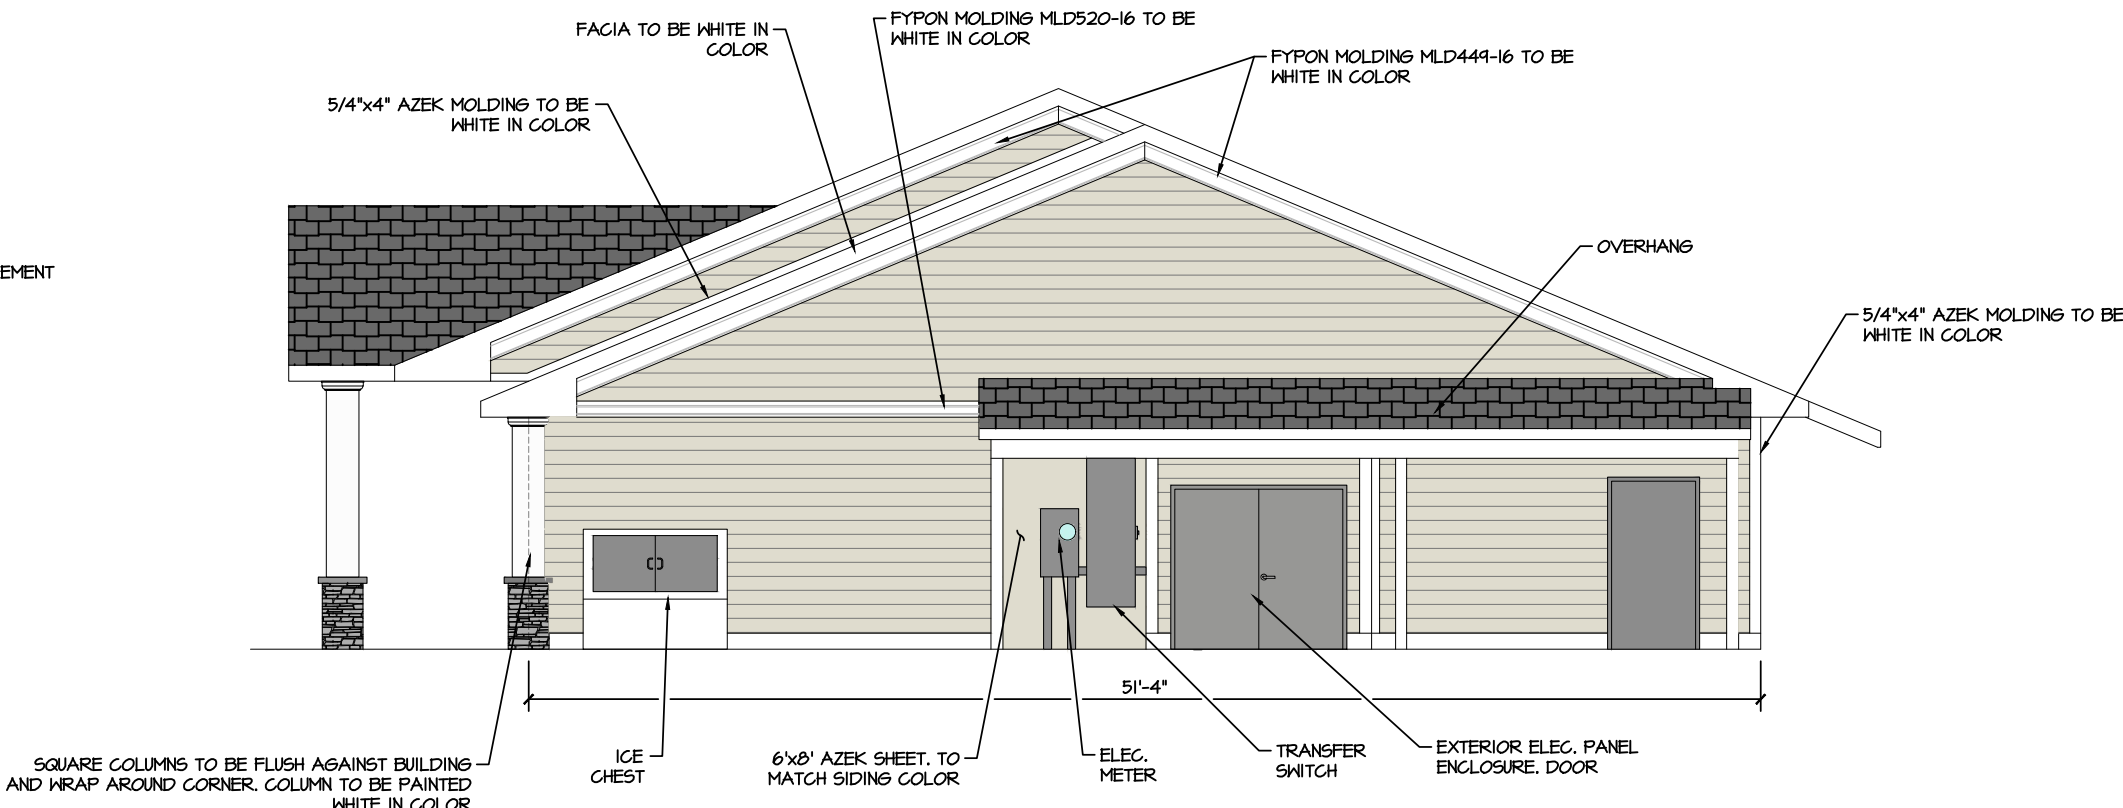 FACIA TO BE WHITE IN
COLOR
FYPON MOLDING MLD520-16 TO BE
WHITE IN COLOR
FYPON MOLDING MLD449-16 TO BE
WHITE IN COLOR
5/4"x4" AZEK MOLDING TO BE
WHITE IN COLOR
OVERHANG
EMENT
5/4"x4" AZEK MOLDING TO BE
WHITE IN COLOR
51'-4"
SQUARE COLUMNS TO BE FLUSH AGAINST BUILDING
AND WRAP AROUND CORNER. COLUMN TO BE PAINTED
WHITE IN COLOR
ICE
CHEST
6'x8' AZEK SHEET. TO
MATCH SIDING COLOR
ELEC.
METER
TRANSFER
SWITCH
EXTERIOR ELEC. PANEL
ENCLOSURE. DOOR